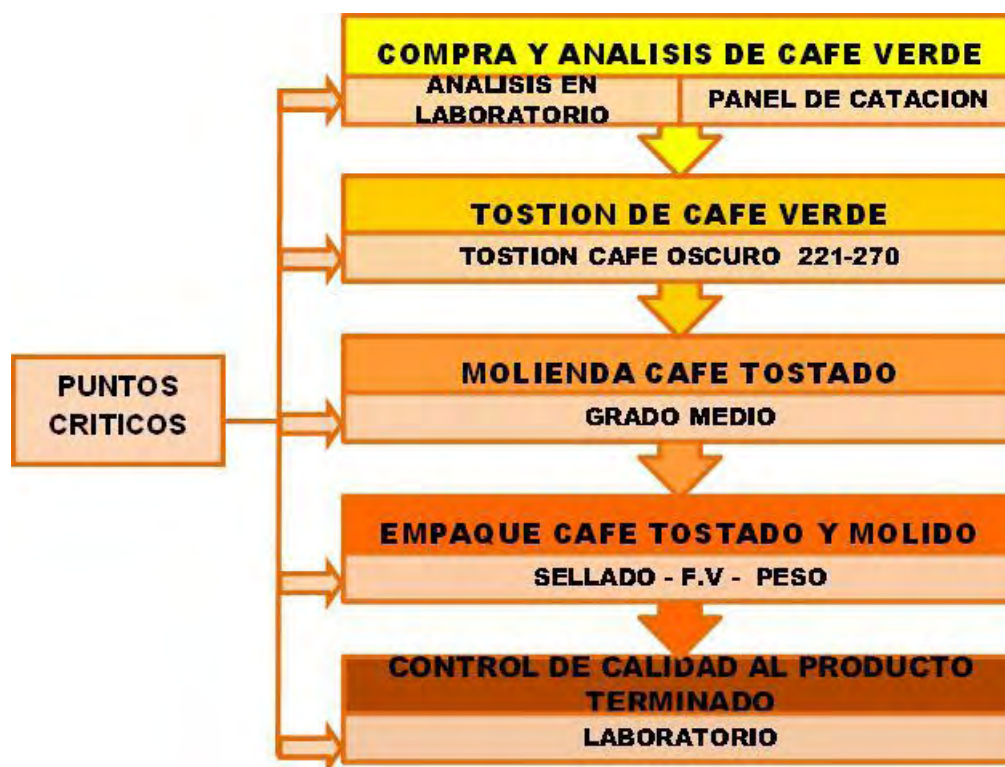 COMPRA Y ANALISIS DE CAFE VERDE
ANALISIS EN
LABORATORIO
PANEL DE CATACION
TOSTION DE CAFE VERDE
TOSTION CAFE OSCURO 221-270
MOLIENDA CAFE TOSTADO
GRADO MEDIO
PUNTOS
CRITICOS
EMPAQUE CAFE TOSTADO Y MOLIDO
SELLADO - F.V - PESO
CONTROL DE CALIDAD AL PRODUCTO
TERMINADO
LABORATORIO